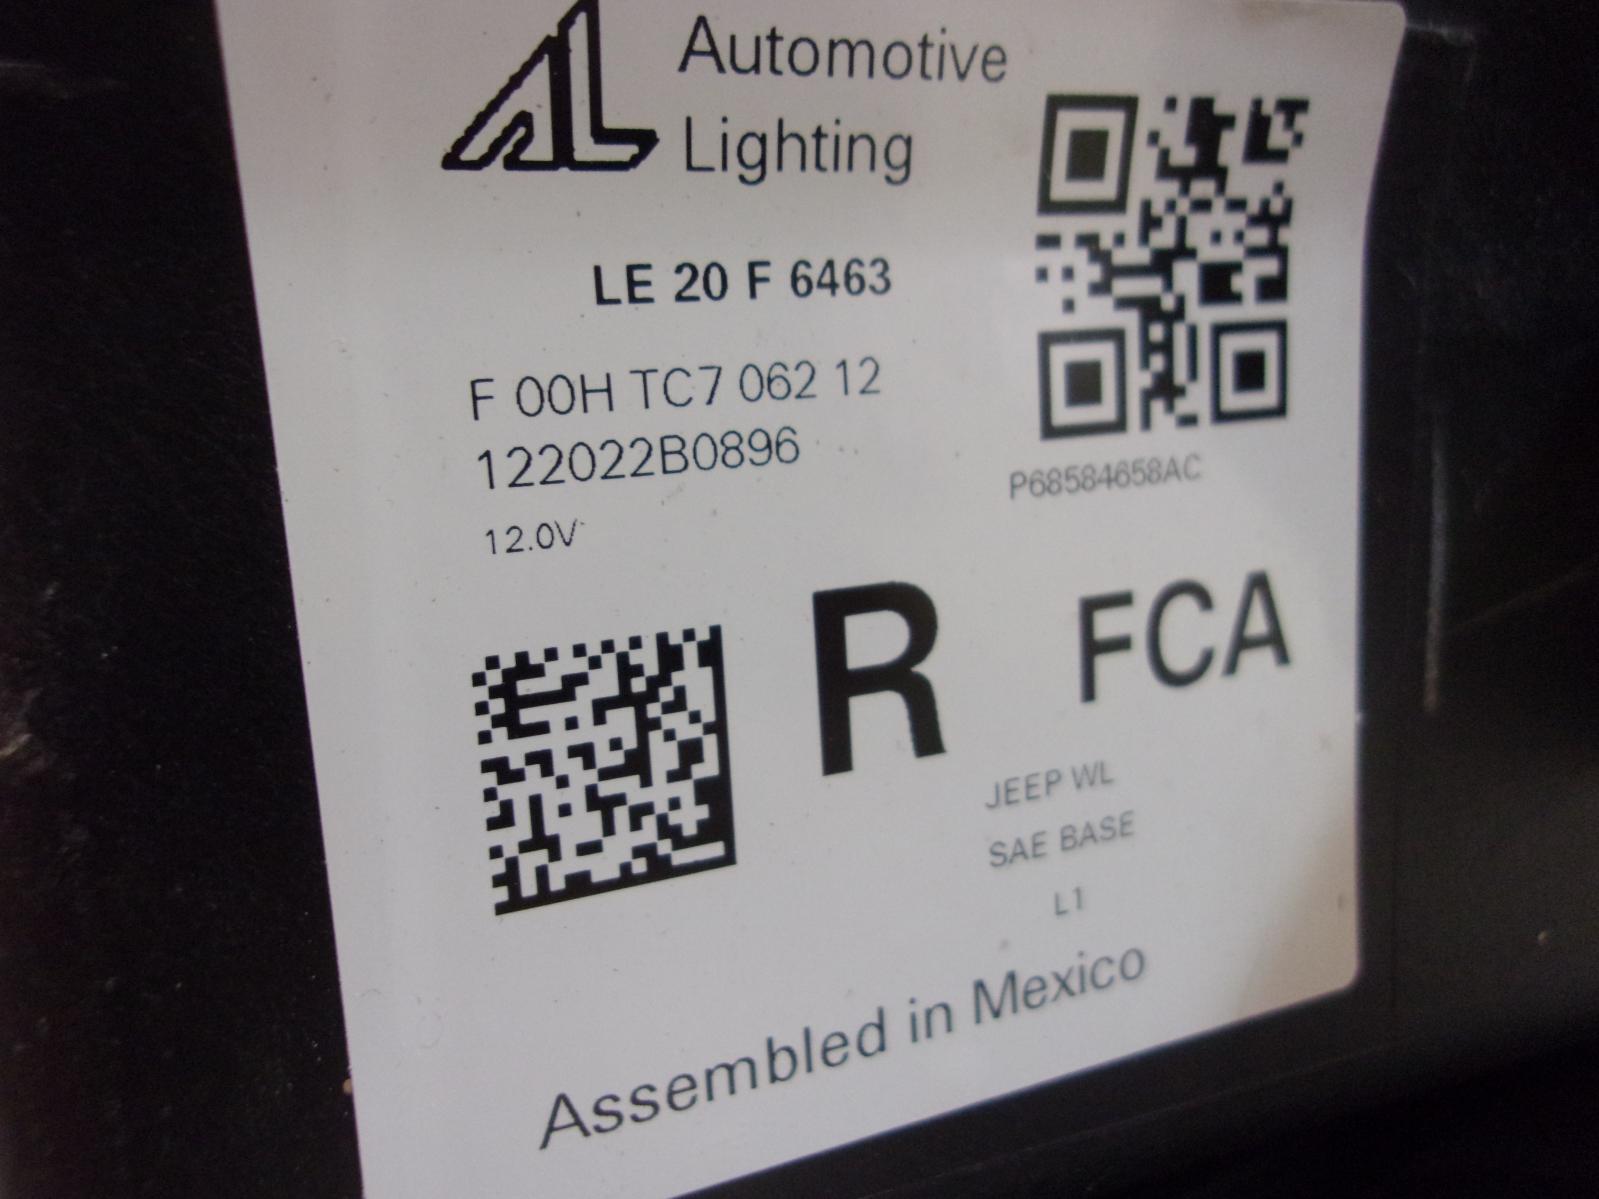 AL
Automotive
Lighting
LE 20 F 6463
F 00H TC7 062 12
122022B0896
12.0V
P68584658AC
R
FCA
JEEP WL
SAE BASE
L1
Assembled in Mexico